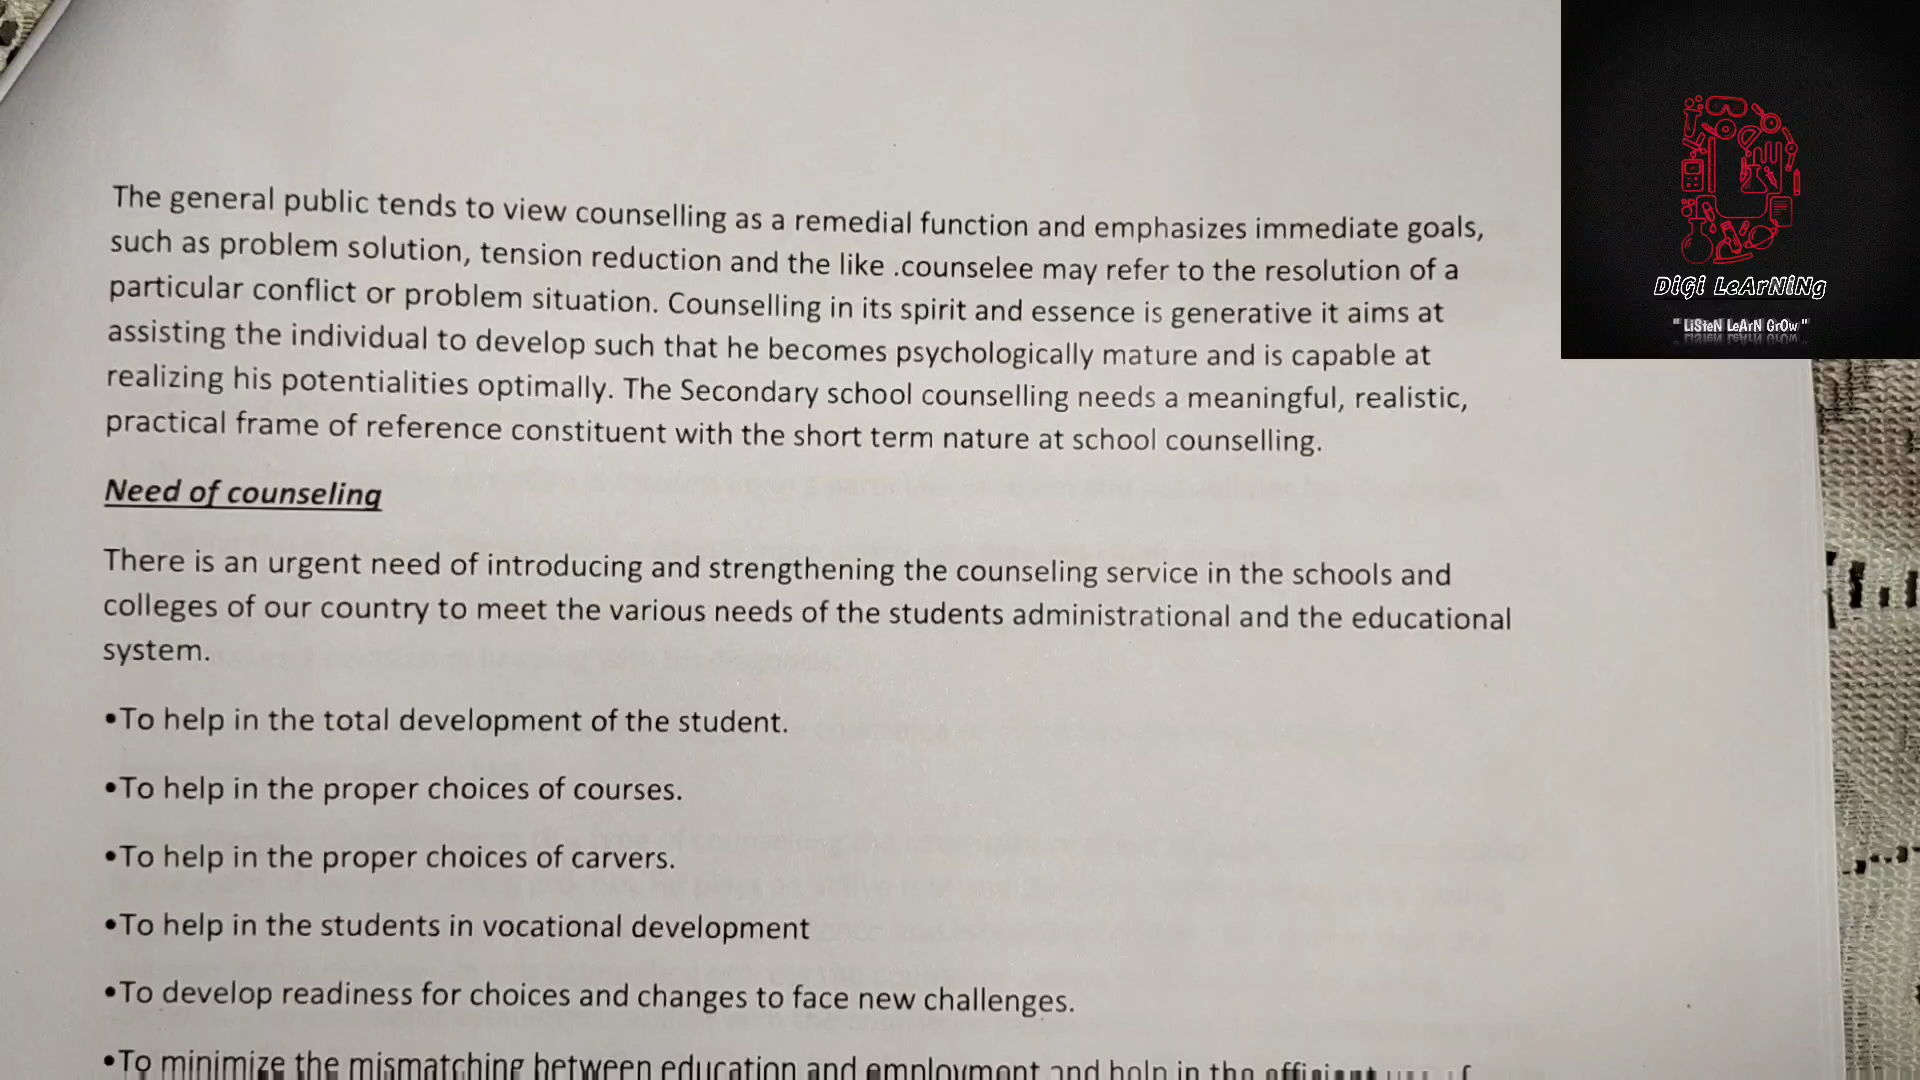 The general public tends to view counselling as a remedial function and emphasizes immediate goals,
such as problem solution, tension reduction and the like .counselee may refer to the resolution of a
particular conflict or problem situation. Counselling in its spirit and essence is generative it aims at
assisting the individual to develop such that he becomes psychologically mature and is capable at
realizing his potentialities optimally. The Secondary school counselling needs a meaningful, realistic,
practical frame of reference constituent with the short term nature at school counselling.
Need of counseling
There is an urgent need of introducing and strengthening the counseling service in the schools and
colleges of our country to meet the various needs of the students administrational and the educational
system.
•To help in the total development of the student.
•To help in the proper choices of courses.
•To help in the proper choices of carvers.
•To help in the students in vocational development
•To develop readiness for choices and changes to face new challenges.
•To minimize the mismatching between education and employment and help in the efficient use of
DiGi LeArNiNg
"LiSteN LeArN GrOw"